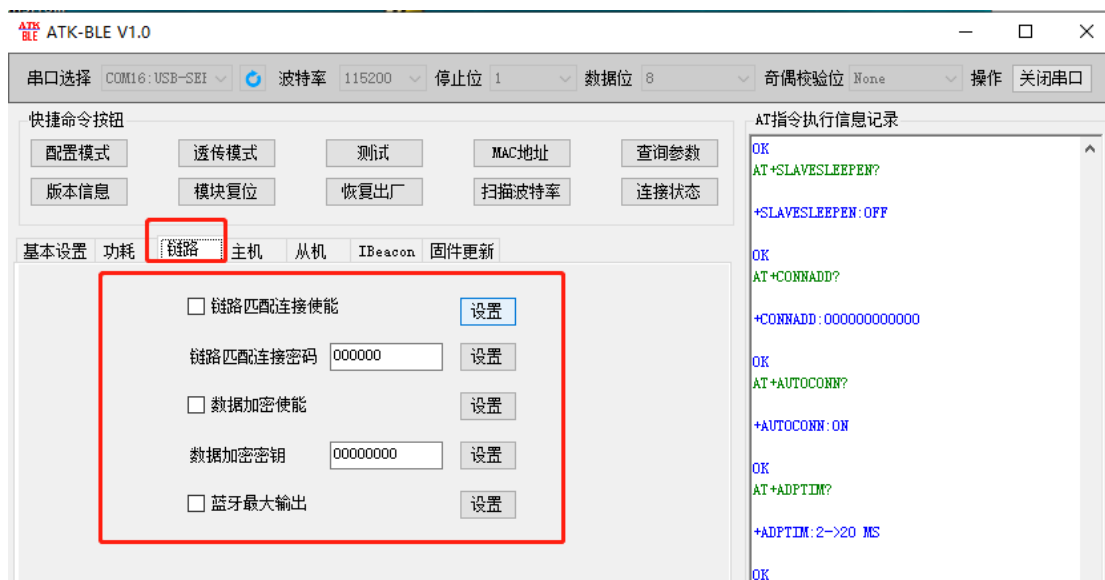 ATK BLE ATK-BLE V1.0
串口选择 COM16:USB-SEI 波特率 115200 停止位 1 数据位 8 奇偶校验位 None 操作 关闭串口
快捷命令按钮
配置模式 透传模式 测试 MAC地址 查询参数
版本信息 模块复位 恢复出厂 扫描波特率 连接状态
基本设置 功耗 链路 主机 从机 IBeacon 固件更新
链路匹配连接使能 设置
链路匹配连接密码 000000 设置
数据加密使能 设置
数据加密密钥 00000000 设置
蓝牙最大输出 设置
AT指令执行信息记录
OK
AT+SLAVESLEEPEN?
+SLAVESLEEPEN:OFF
OK
AT+CONNADD?
+CONNADD:000000000000
OK
AT+AUTOCONN?
+AUTOCONN:ON
OK
AT+ADPTIM?
+ADPTIM:2->20 MS
OK